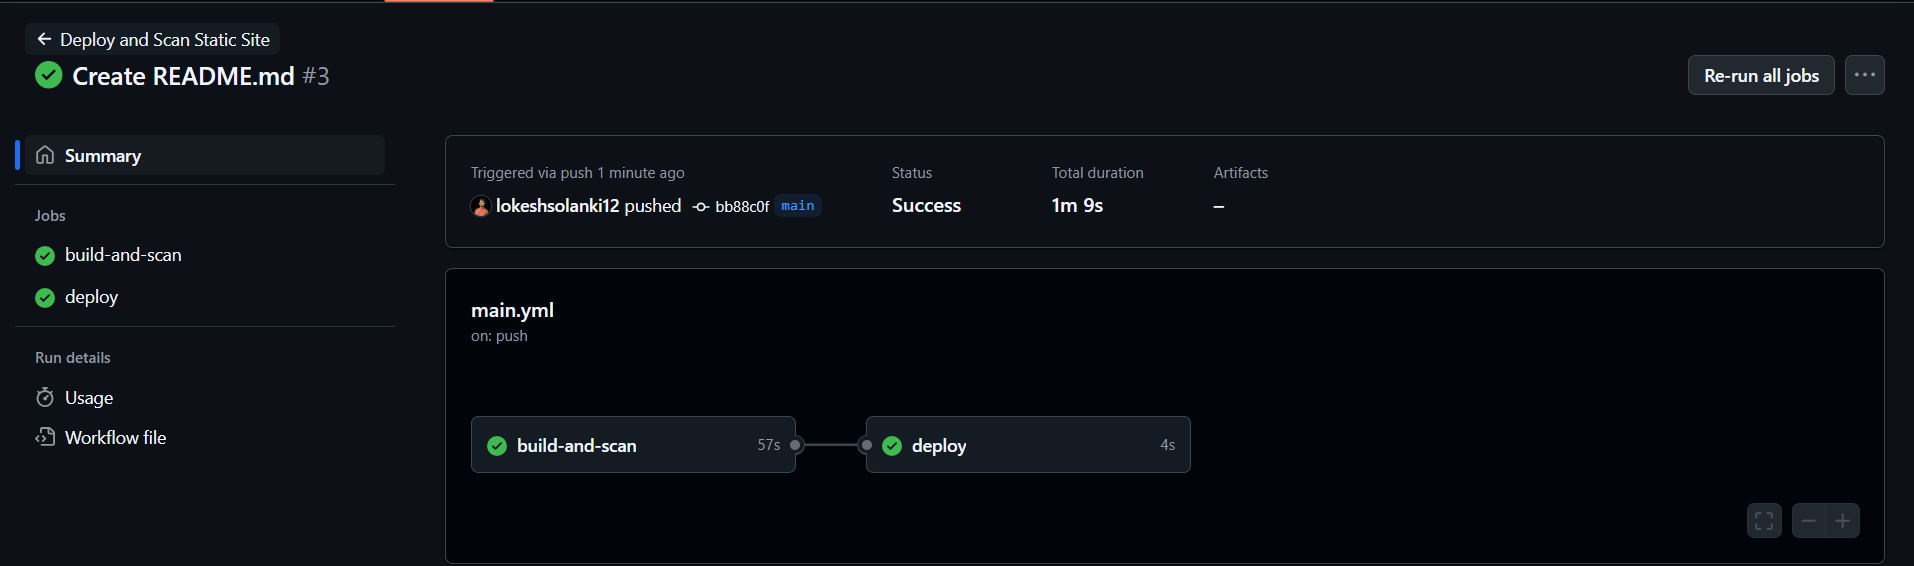 Deploy and Scan Static Site
Create README.md #3
Re-run all jobs
Summary
Jobs
build-and-scan
deploy
Run details
Usage
Workflow file
Triggered via push 1 minute ago
lokeshsolanki12 pushed bb88c0f main
Status
Success
Total duration
1m 9s
Artifacts
–
main.yml
on: push
build-and-scan 57s
deploy 4s